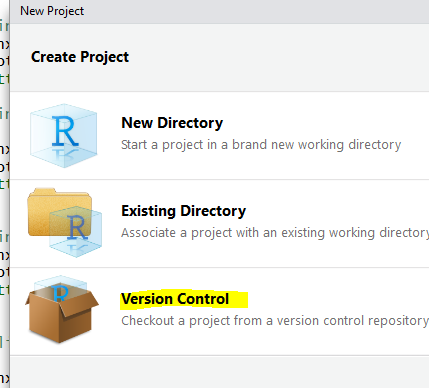 New Project
Create Project
New Directory
Start a project in a brand new working directory
Existing Directory
Associate a project with an existing working directory
Version Control
Checkout a project from a version control repository